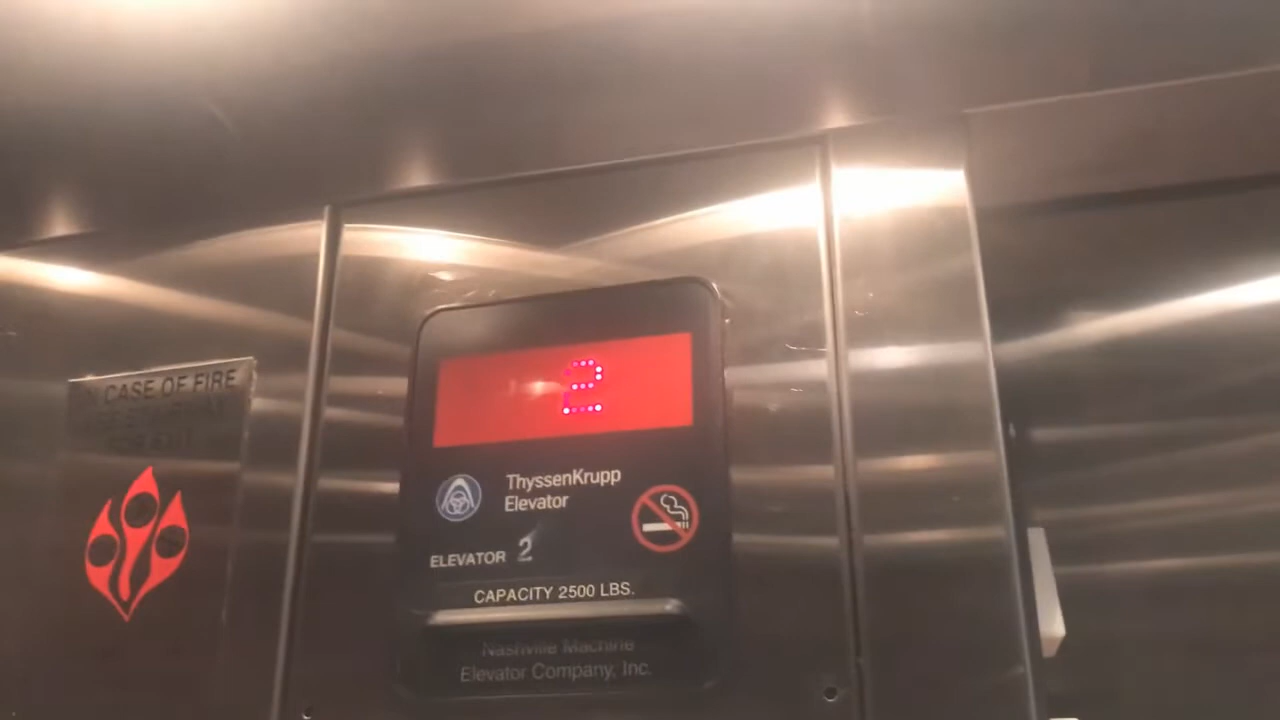 CASE OF FIRE
2
ThyssenKrupp
Elevator
ELEVATOR 2
CAPACITY 2500 LBS.
Nashville Machine
Elevator Company, Inc.